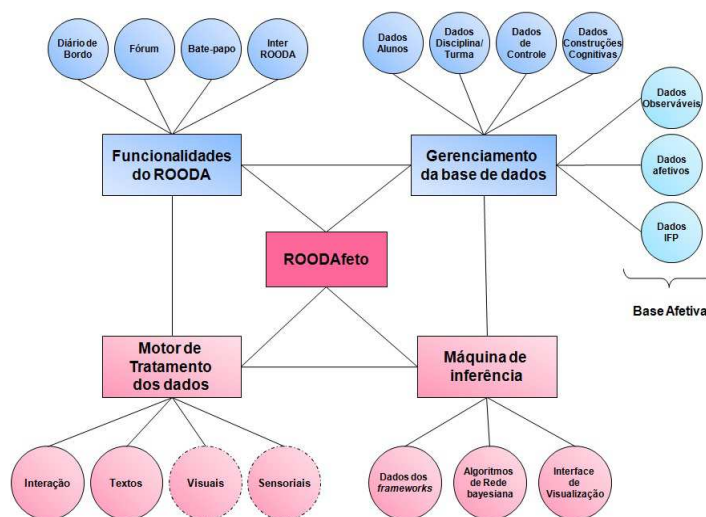 Diário de
Bordo
Fórum
Bate-papo
Inter
ROODA
Dados
Alunos
Dados
Disciplina/
Turma
Dados
de
Controle
Dados
Construções
Cognitivas
Dados
Observáveis
Funcionalidades
do ROODA
Gerenciamento
da base de dados
Dados
afetivos
Dados
IFP
ROODAfeto
Base Afetiva
Motor de
Tratamento
dos dados
Máquina de
inferência
Interação
Textos
Visuais
Sensoriais
Dados dos
frameworks
Algoritmos
de Rede
bayesiana
Interface
de
Visualização